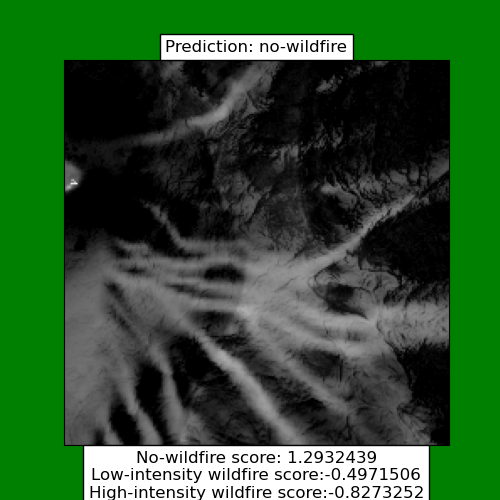 Prediction: no-wildfire
No-wildfire score: 1.2932439
Low-intensity wildfire score:-0.4971506
High-intensity wildfire score:-0.8273252